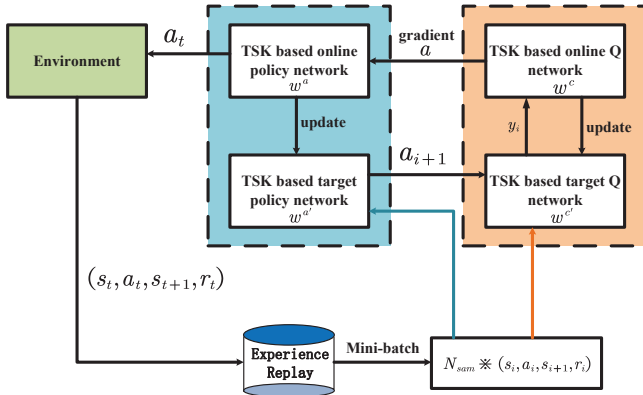 Environment
a_t
TSK based online
policy network
w^a
gradient
a
TSK based online Q
network
w^c
update
y_i
update
TSK based target
policy network
w^{a'}
a_{i+1}
TSK based target Q
network
w^{c'}
(s_t, a_t, s_{t+1}, r_t)
Experience
Replay
Mini-batch
N_{sam} ※ (s_i, a_i, s_{i+1}, r_i)